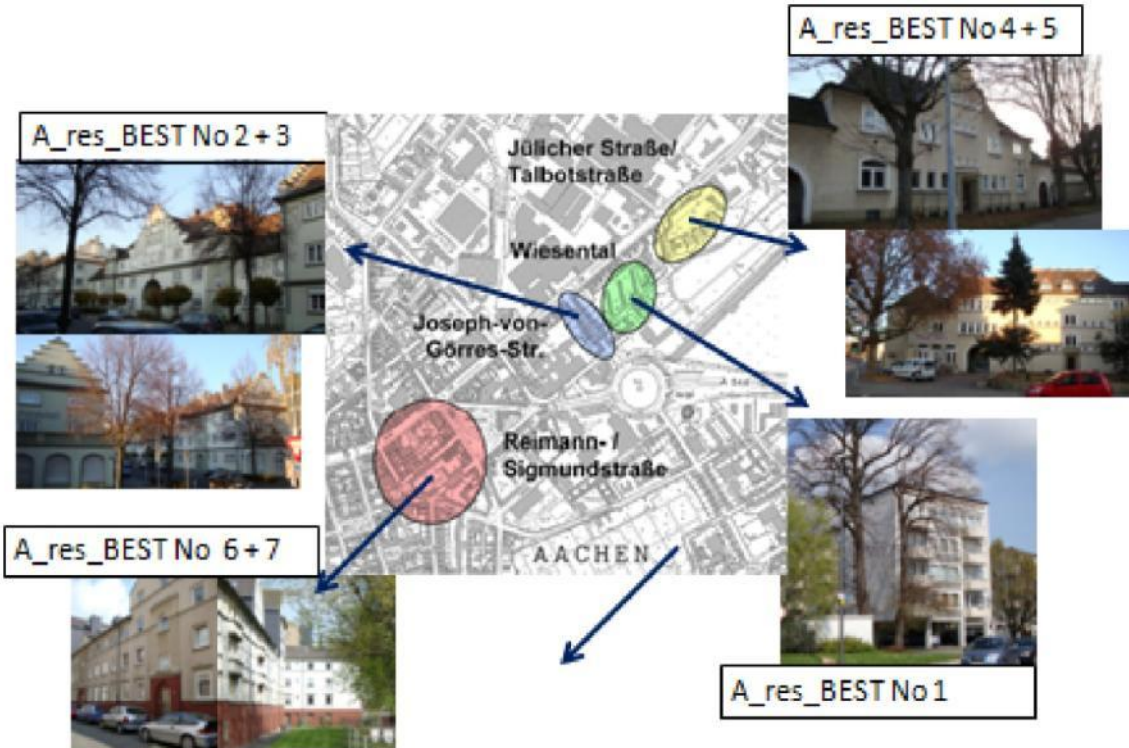 A_res_BEST No 4 + 5
A_res_BEST No 2 + 3
Jülicher Straße/
Talbotstraße
Wiesental
Joseph-von-
Görres-Str.
Reimann- /
Sigmundstraße
AACHEN
A_res_BEST No 6 + 7
A_res_BEST No 1